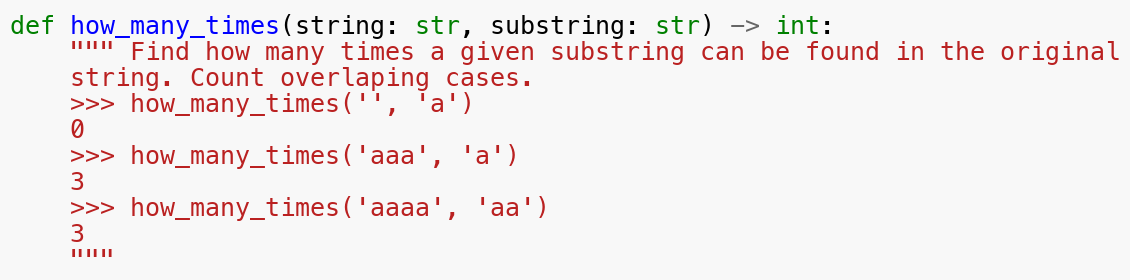 def how_many_times(string: str, substring: str) -> int:
    """ Find how many times a given substring can be found in the original
    string. Count overlaping cases.
    >>> how_many_times('', 'a')
    0
    >>> how_many_times('aaa', 'a')
    3
    >>> how_many_times('aaaa', 'aa')
    3
    """